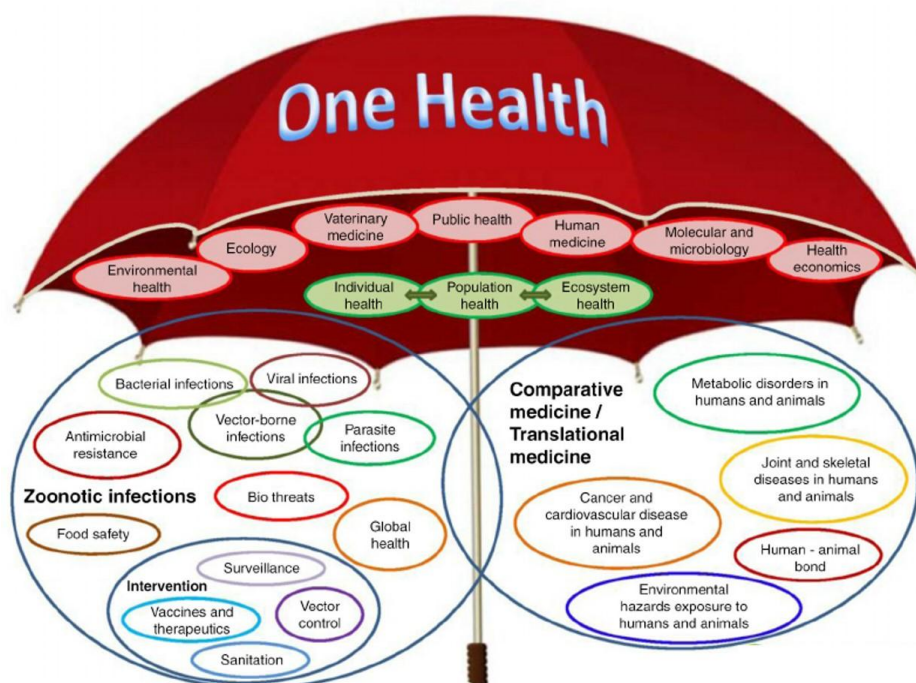 One Health
Vaterinary
medicine
Public health
Human
medicine
Molecular and
microbiology
Ecology
Health
economics
Environmental
health
Individual
health
Population
health
Ecosystem
health
Bacterial infections
Viral infections
Vector-borne
infections
Parasite
infections
Antimicrobial
resistance
Zoonotic infections
Bio threats
Food safety
Global
health
Surveillance
Intervention
Vaccines and
therapeutics
Vector
control
Sanitation
Comparative
medicine /
Translational
medicine
Metabolic disorders in
humans and animals
Joint and skeletal
diseases in humans
and animals
Cancer and
cardiovascular disease
in humans and
animals
Human - animal
bond
Environmental
hazards exposure to
humans and animals